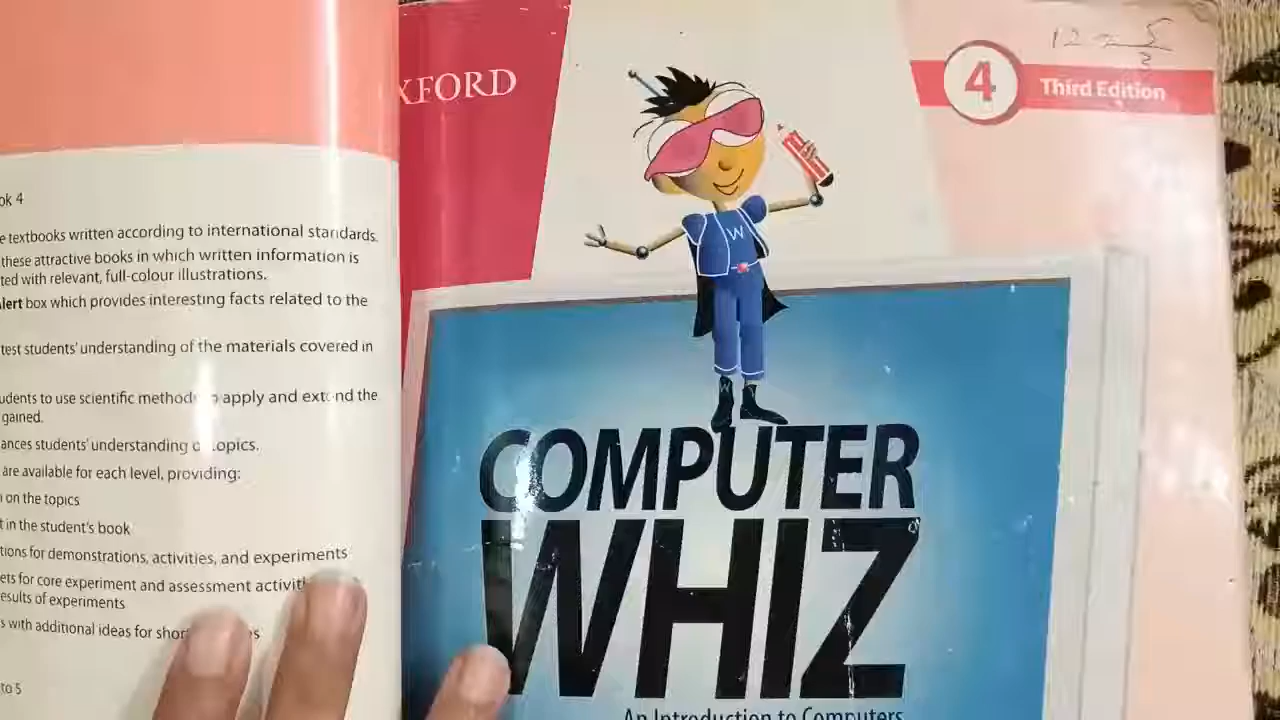 ok 4
e textbooks written according to international standards.
these attractive books in which written information is
ted with relevant, full-colour illustrations.
lert box which provides interesting facts related to the
test students' understanding of the materials covered in
udents to use scientific method to apply and extend the
gained.
ances students' understanding of topics.
are available for each level, providing:
on the topics
t in the student's book
tions for demonstrations, activities, and experiments
ets for core experiment and assessment activit
esults of experiments
s with additional ideas for shor
to 5
XFORD
4
Third Edition
W
COMPUTER
WHIZ
An Introduction to Computers